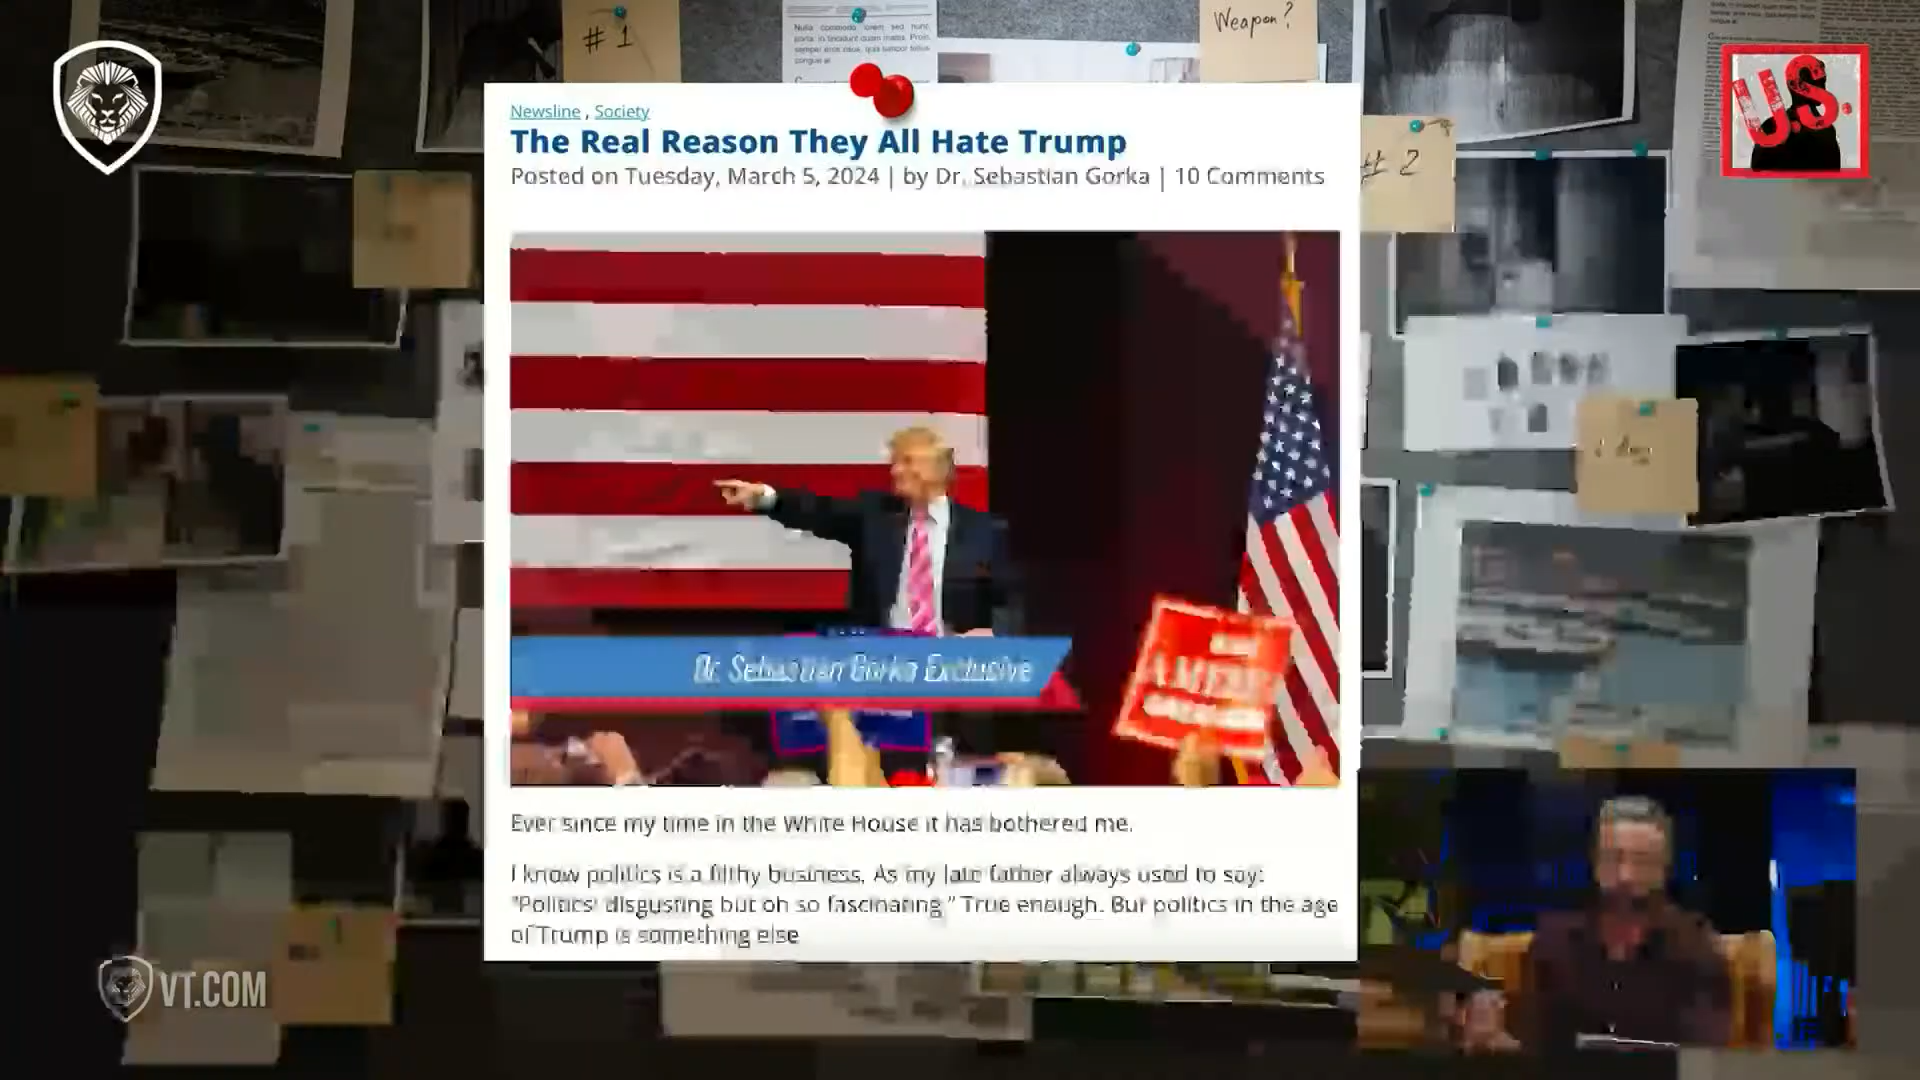 # 1
Weapon?
U.S.
# 2
Newsline , Society
The Real Reason They All Hate Trump
Posted on Tuesday, March 5, 2024 | by Dr. Sebastian Gorka | 10 Comments
Dr. Sebastian Gorka Exclusive
Ever since my time in the White House it has bothered me.
I know politics is a filthy business. As my late father always used to say:
"Politics' disgusting but oh so fascinating." True enough. But politics in the age
of Trump is something else
VT.COM